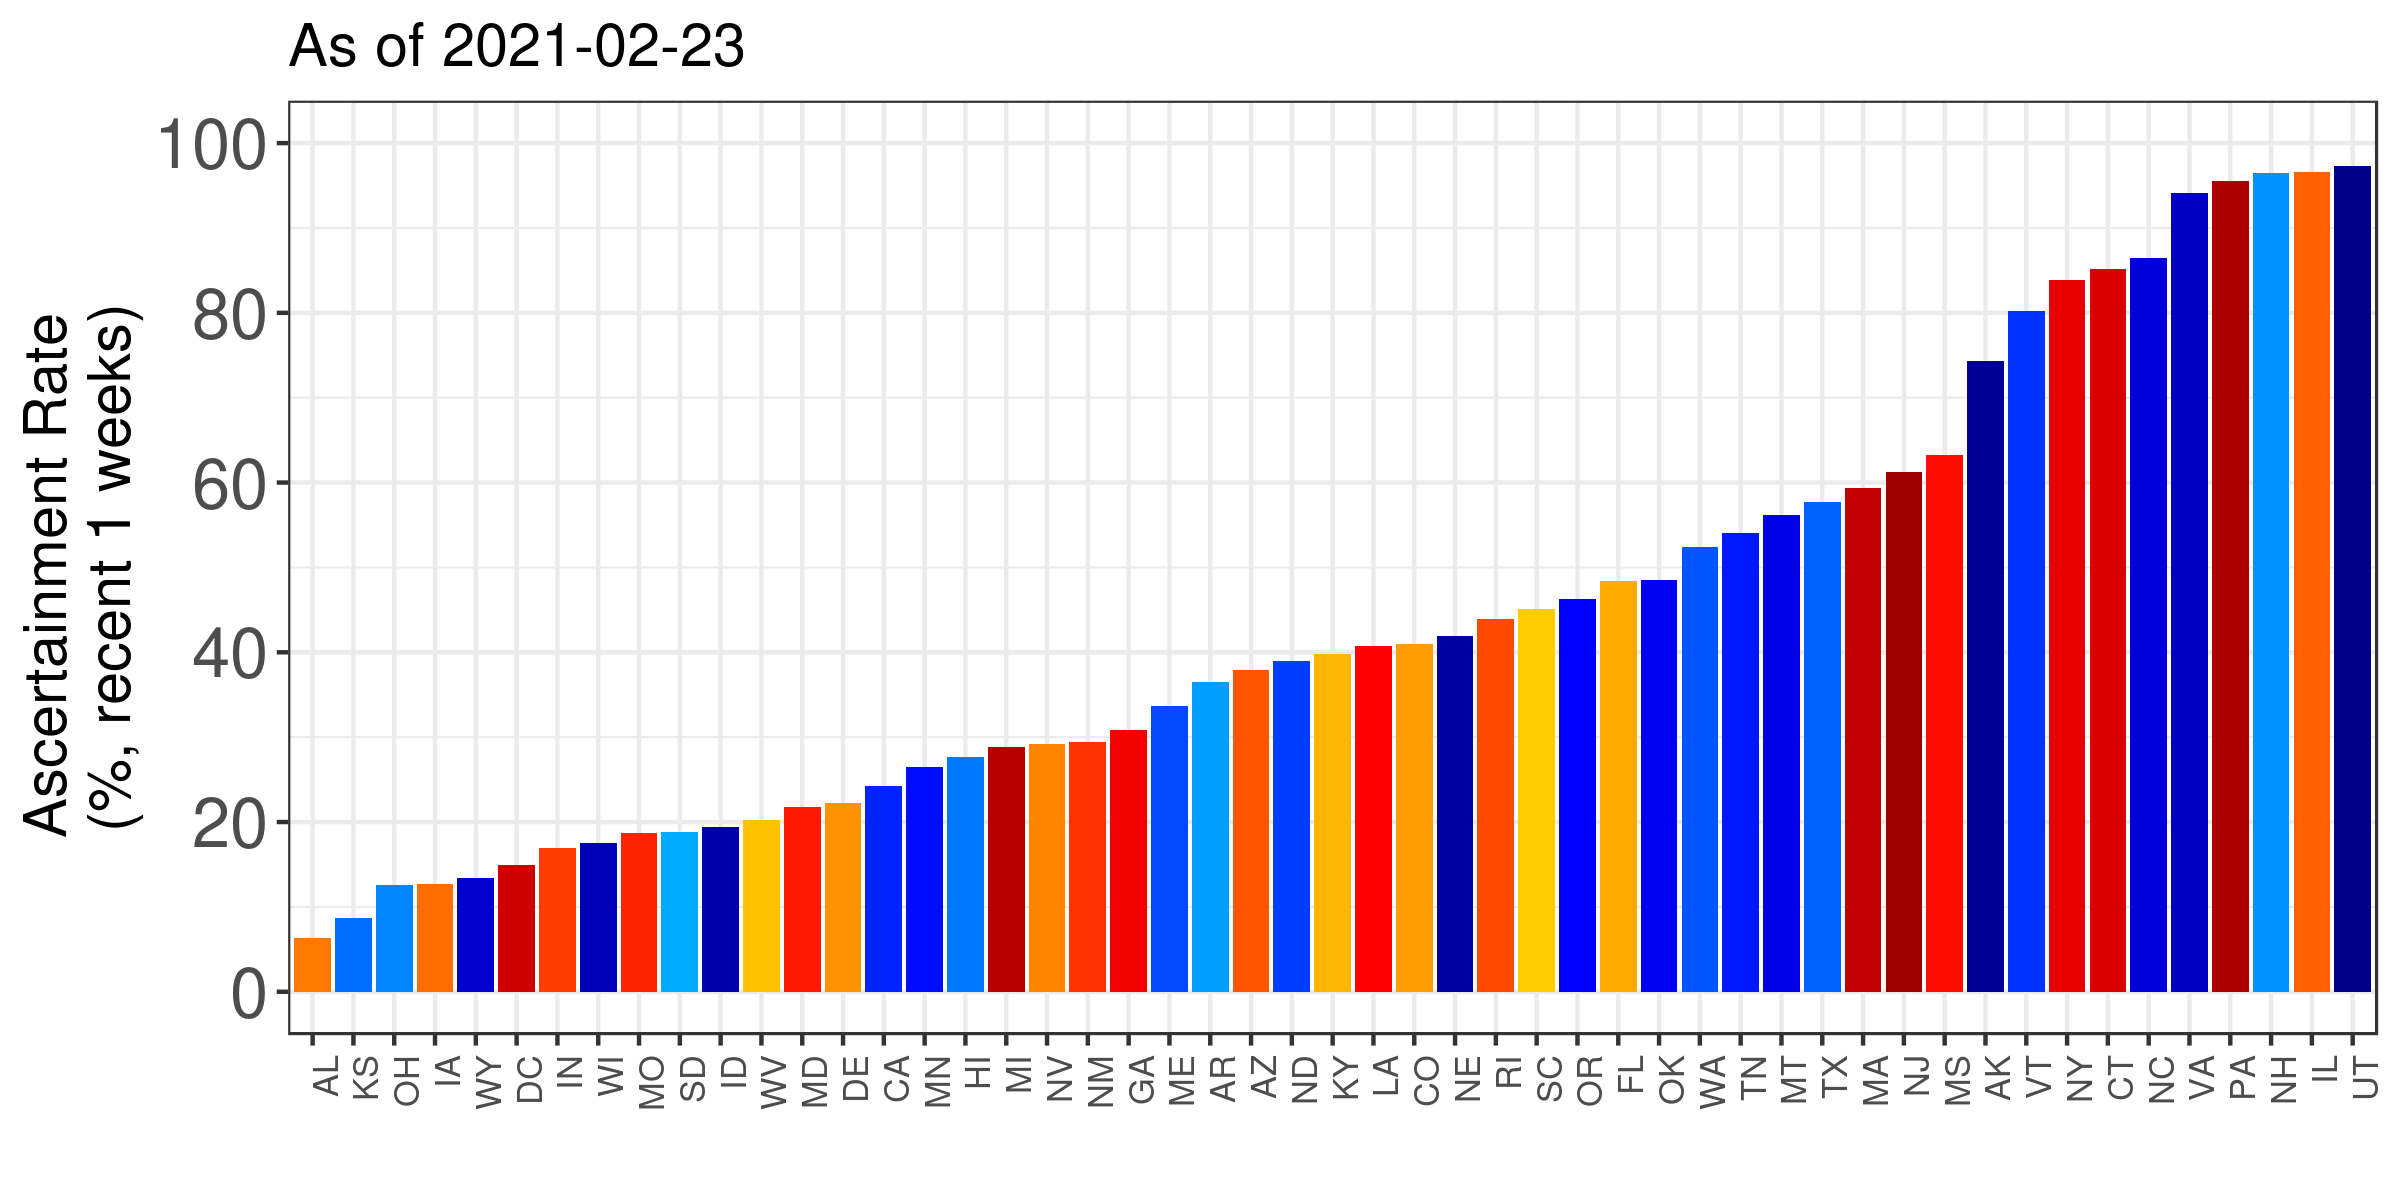 As of 2021-02-23
Ascertainment Rate
(%, recent 1 weeks)
100
80
60
40
20
0
AL KS OH IA WY DC IN WI MO SD ID WV MD DE CA MN HI MI NV NM GA ME AR AZ ND KY LA CO NE RI SC OR FL OK WA TN MT TX MA NJ MS AK VT NY CT NC VA PA NH IL UT